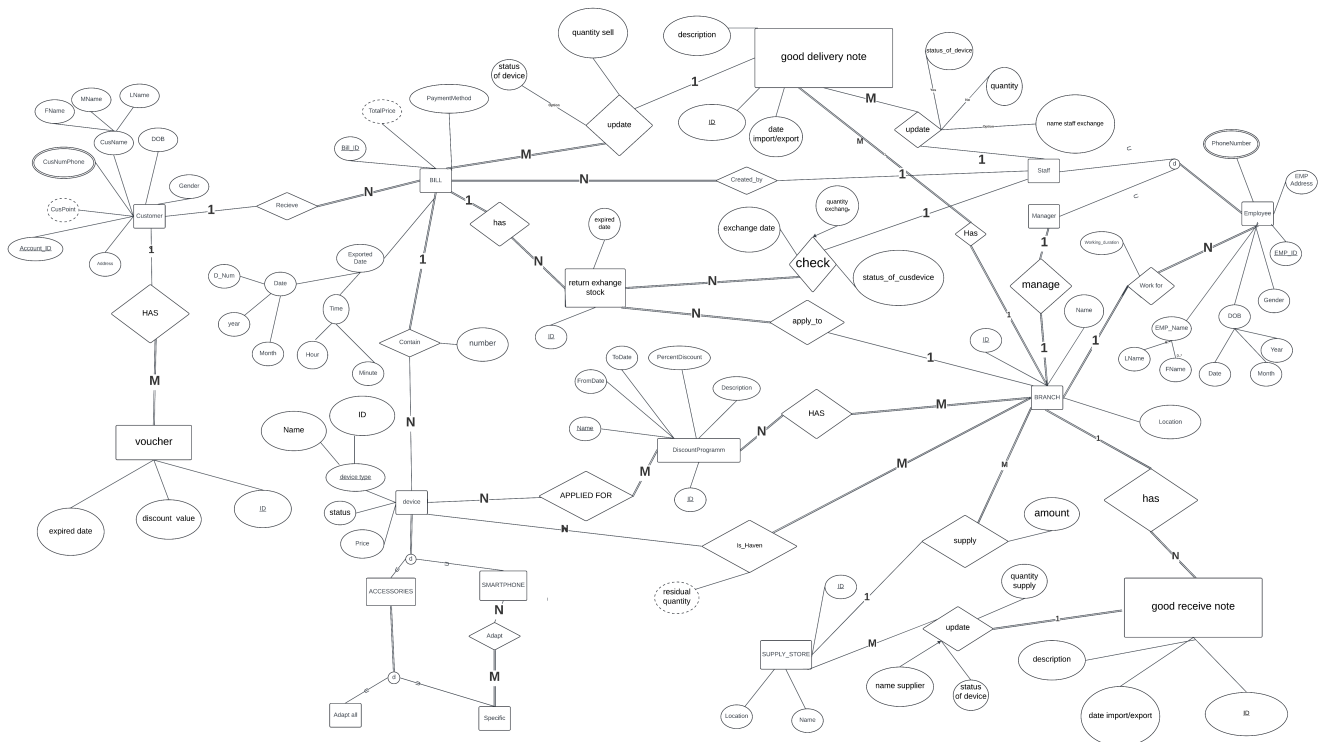 quantity sell
description
good delivery note
status_of_device
status
of device
quantity
TotalPrice
PaymentMethod
LName
MName
FName
CusName
DOB
CusNumPhone
Gender
CusPoint
Customer
Account_ID
Address
Recieve
1
N
Bill_ID
BILL
M
update
1
ID
date
import/export
M
update
name staff exchange
1
Staff
d
PhoneNumber
EMP
Address
Employee
EMP_ID
Gender
N
Created_by
1
M
1
has
N
expired
date
return exhange
stock
ID
exchange date
quantity
exchang
check
1
N
status_of_cusdevice
N
apply_to
1
Has
1
Manager
1
manage
1
Working_duration
Work for
N
1
Name
ID
BRANCH
Location
EMP_Name
LName
FName
DOB
Year
Month
Date
1
HAS
M
voucher
expired date
discount value
ID
Exported
Date
Date
D_Num
year
Month
Time
Hour
Minute
1
Contain
number
N
ToDate
PercentDiscount
FromDate
Description
Name
DiscountProgramm
ID
N
HAS
M
M
APPLIED FOR
N
ID
Name
device type
device
status
Price
N
Is_Haven
M
residual
quantity
d
ACCESSORIES
SMARTPHONE
N
Adapt
M
d
Adapt all
Specific
M
supply
amount
1
ID
SUPPLY_STORE
Location
Name
M
update
quantity
supply
1
name supplier
status
of device
1
has
N
good receive note
description
date import/export
ID